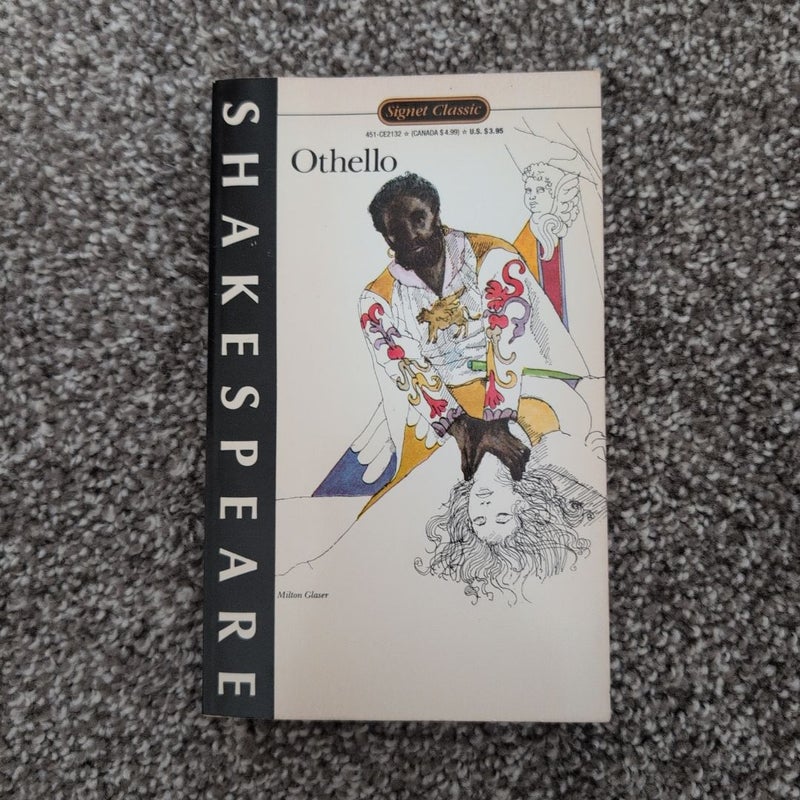 SHAKESPEARE
Signet Classic
451-CE2132 ☆ (CANADA $4.99) ☆ U.S. $3.95
Othello
Milton Glaser